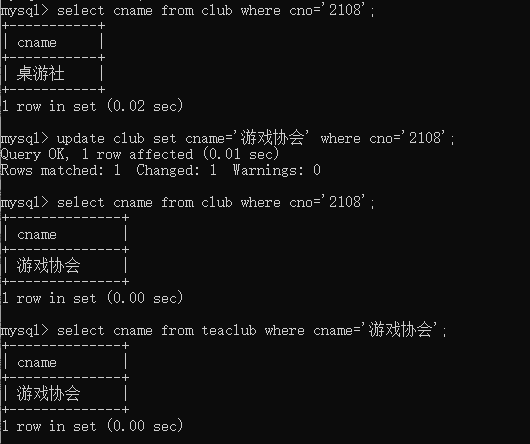 mysql> select cname from club where cno='2108';
+-----------+
| cname     |
+-----------+
| 桌游社    |
+-----------+
1 row in set (0.02 sec)
mysql> update club set cname='游戏协会' where cno='2108';
Query OK, 1 row affected (0.01 sec)
Rows matched: 1  Changed: 1  Warnings: 0
mysql> select cname from club where cno='2108';
+--------------+
| cname        |
+--------------+
| 游戏协会     |
+--------------+
1 row in set (0.00 sec)
mysql> select cname from teaclub where cname='游戏协会';
+--------------+
| cname        |
+--------------+
| 游戏协会     |
+--------------+
1 row in set (0.00 sec)